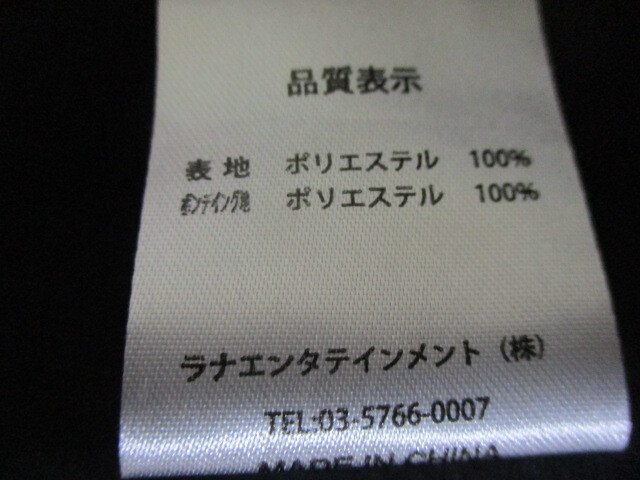 品質表示
表地 ポリエステル 100%
ボンディング地 ポリエステル 100%
ラナエンタテインメント (株)
TEL:03-5766-0007
MADE IN CHINA